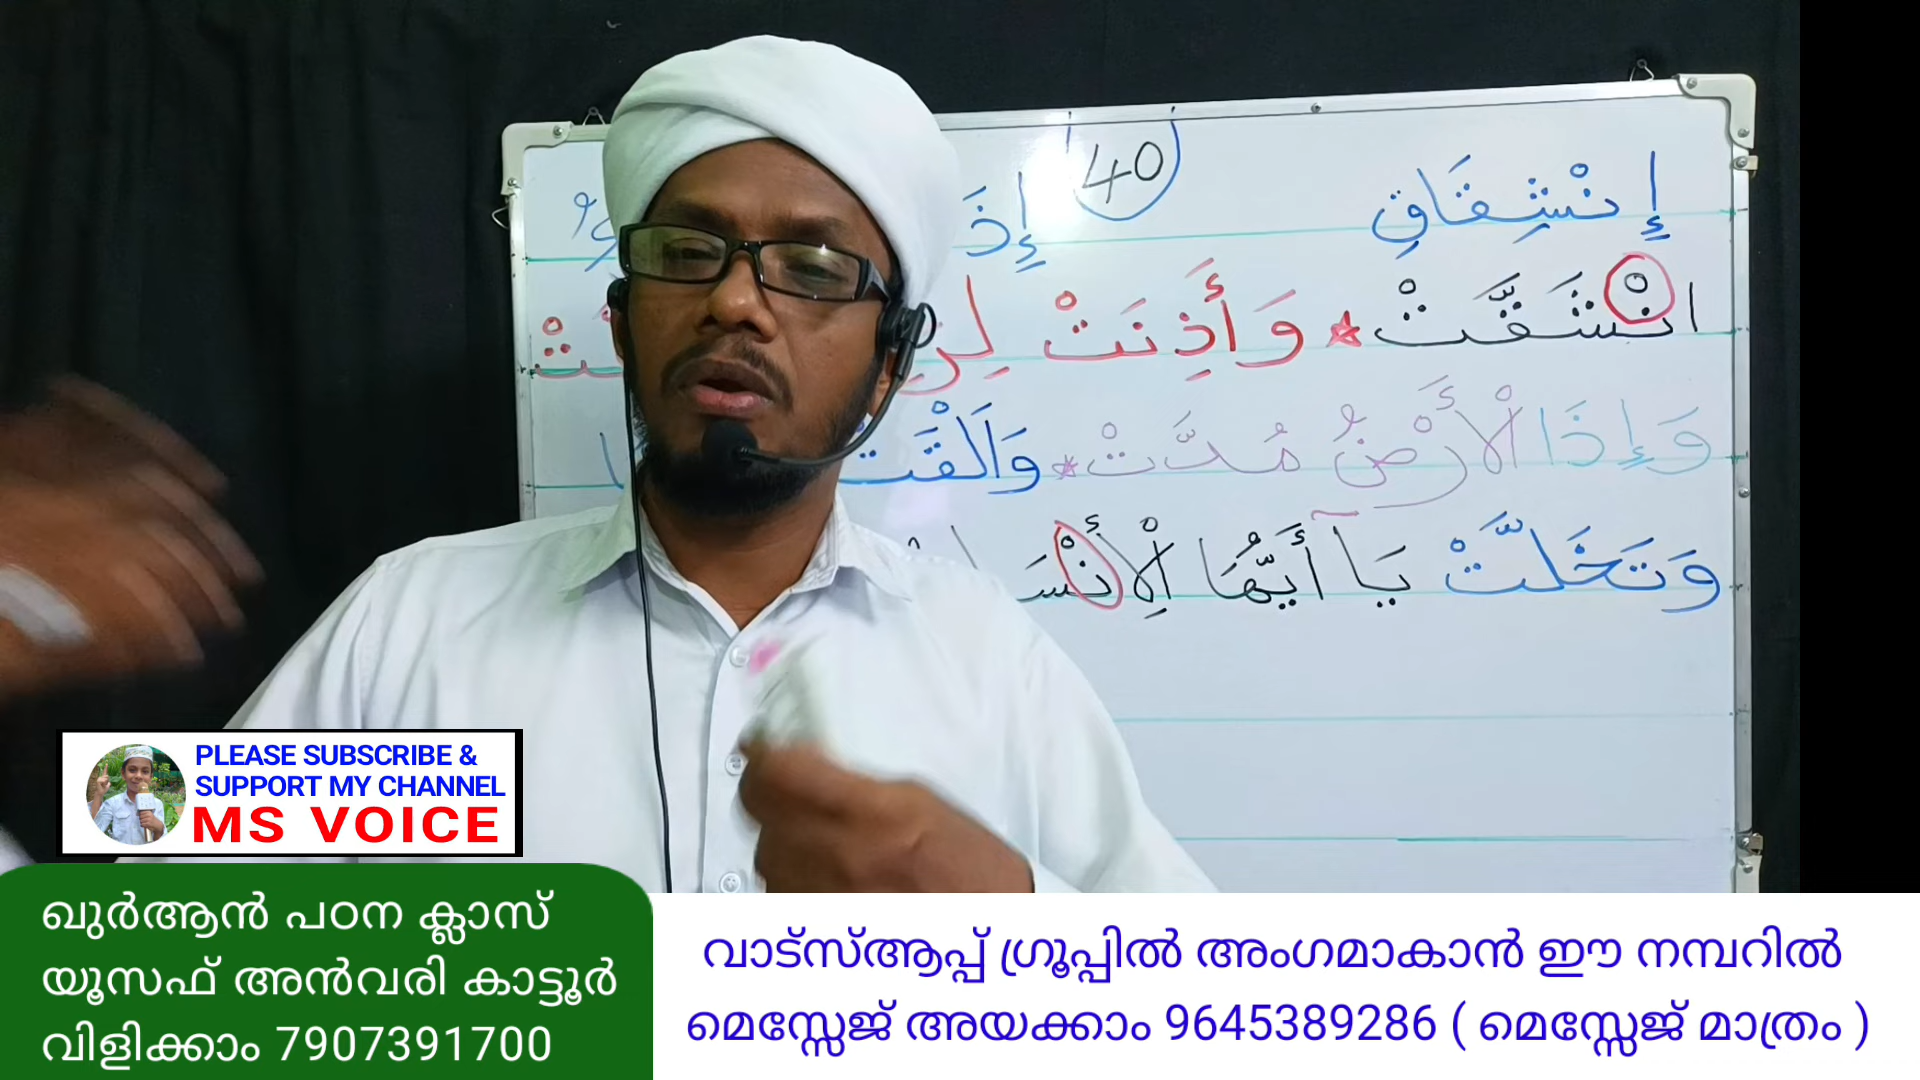 40
إِنْشِقَاقِ إِذَ
انْشَقَّتْ * وَأَذِنَتْ
وَإِذَا الْأَرْضُ مُدَّتْ * وَاَلْقَتْ
وَتَخَلَّتْ يَا أَيُّهَا الْاِنْسَ
PLEASE SUBSCRIBE &
SUPPORT MY CHANNEL
MS VOICE
ഖുർആൻ പഠന ക്ലാസ്
യൂസഫ് അൻവരി കാട്ടൂർ
വിളിക്കാം 7907391700
വാട്സ്ആപ്പ് ഗ്രൂപ്പിൽ അംഗമാകാൻ ഈ നമ്പറിൽ
മെസ്സേജ് അയക്കാം 9645389286 ( മെസ്സേജ് മാത്രം )